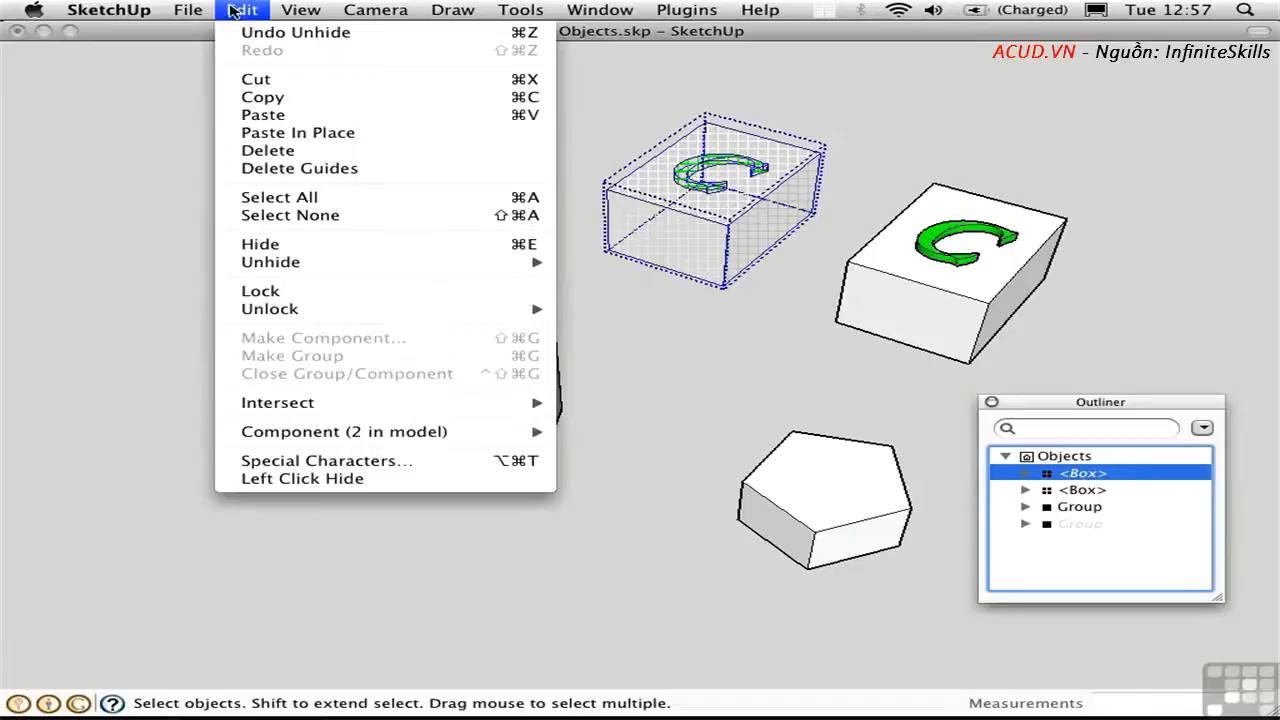 SketchUp File Edit View Camera Draw Tools Window Plugins Help (Charged) Tue 12:57
Objects.skp – SketchUp
ACUD.VN - Nguồn: InfiniteSkills
Undo Unhide ⌘Z
Redo ⇧⌘Z
Cut ⌘X
Copy ⌘C
Paste ⌘V
Paste In Place
Delete
Delete Guides
Select All ⌘A
Select None ⇧⌘A
Hide ⌘E
Unhide
Lock
Unlock
Make Component... ⇧⌘G
Make Group ⌘G
Close Group/Component ^⇧⌘G
Intersect
Component (2 in model)
Special Characters... ⌥⌘T
Left Click Hide
C
C
Outliner
Objects
<Box>
<Box>
Group
Group
Select objects. Shift to extend select. Drag mouse to select multiple.
Measurements